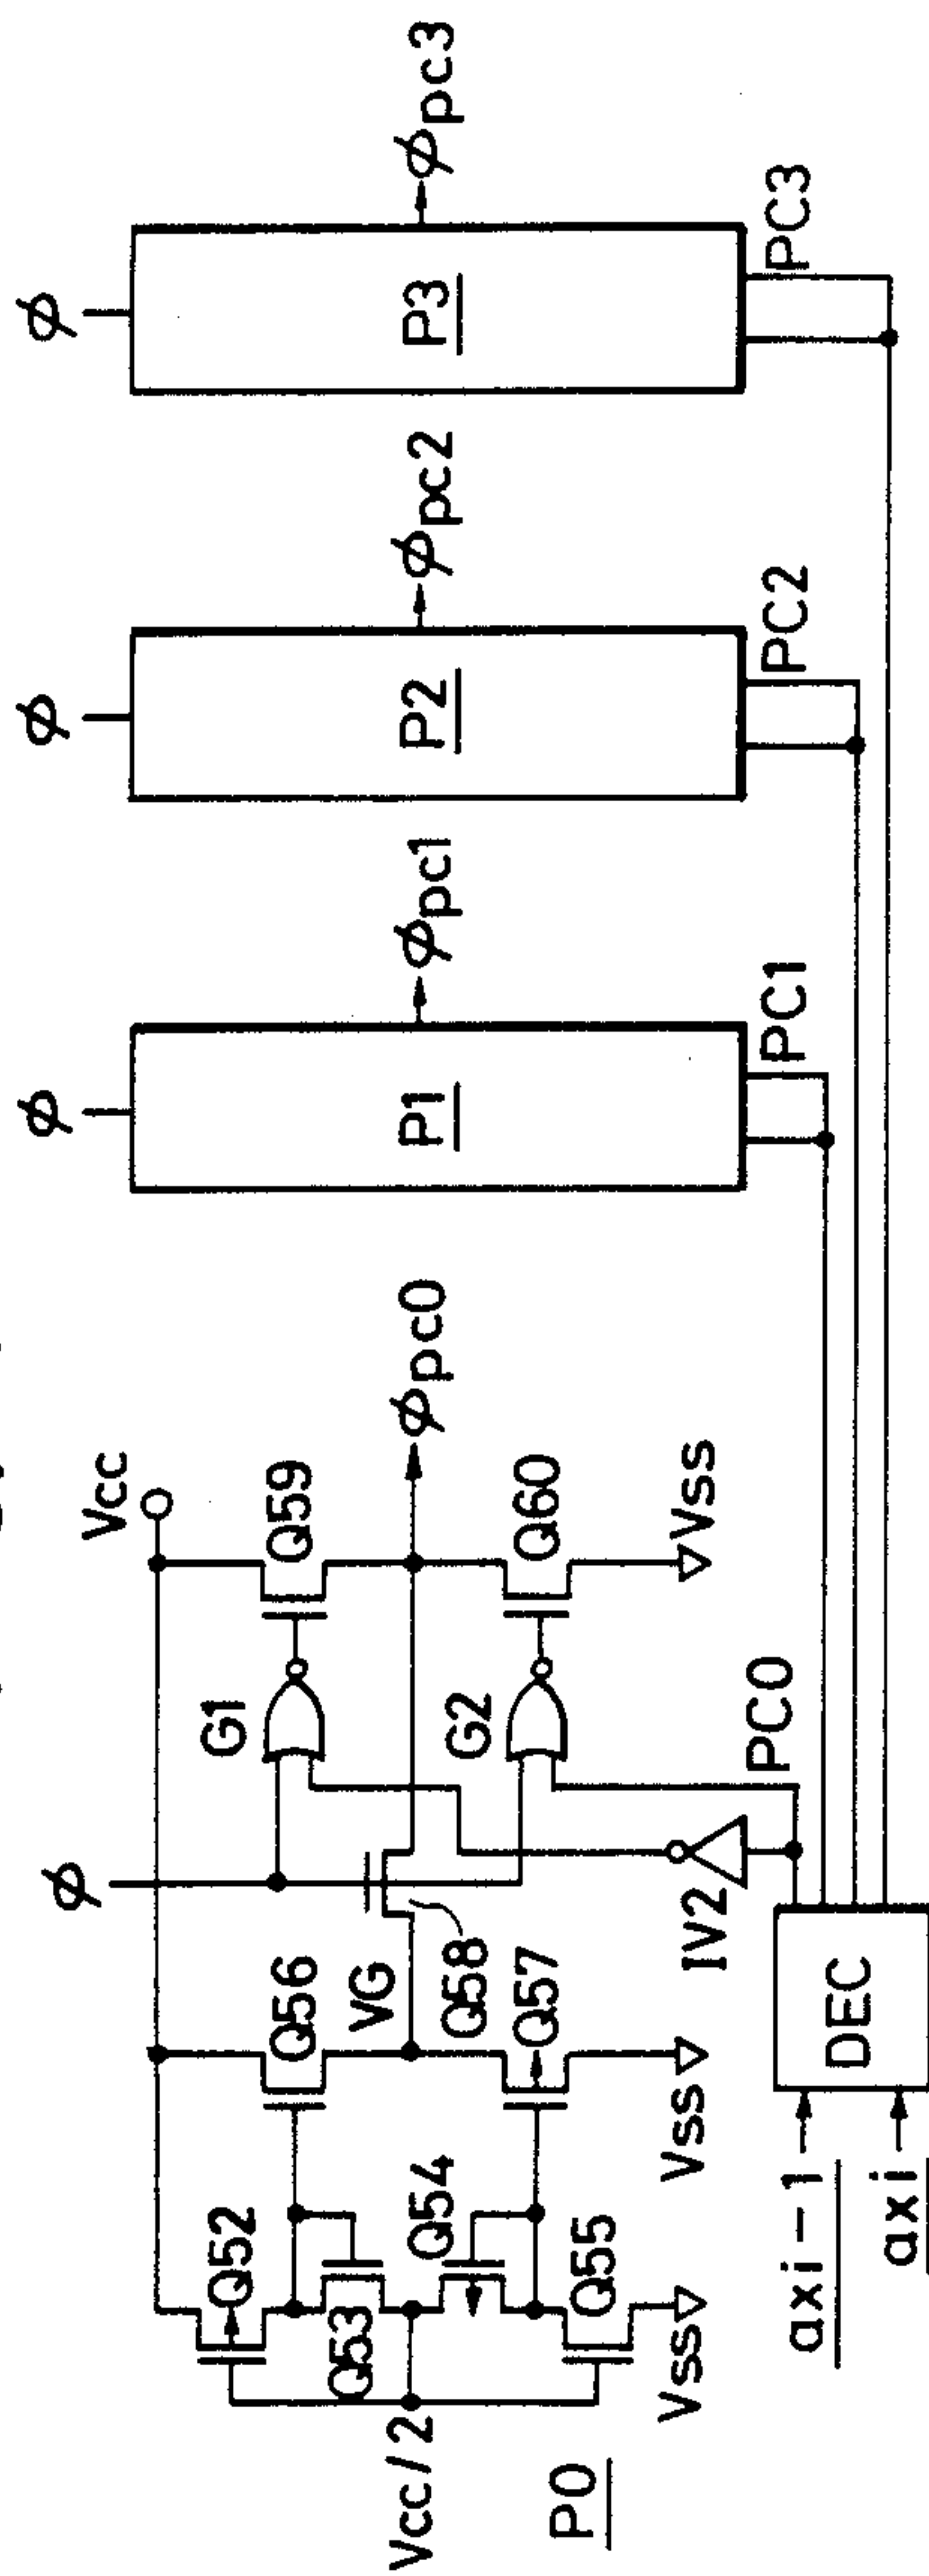 Vcc
ϕ
ϕ
ϕ
ϕ
Q52
Q56
G1
Q59
VG
Q53
Vcc/2
Q58
ϕpc0
P1
ϕpc1
P2
ϕpc2
P3
ϕpc3
Q54
Q57
G2
Q60
Q55
Vss
Vss
Vss
P0
IV2
PC0
PC1
PC2
PC3
axi-1
axi
DEC